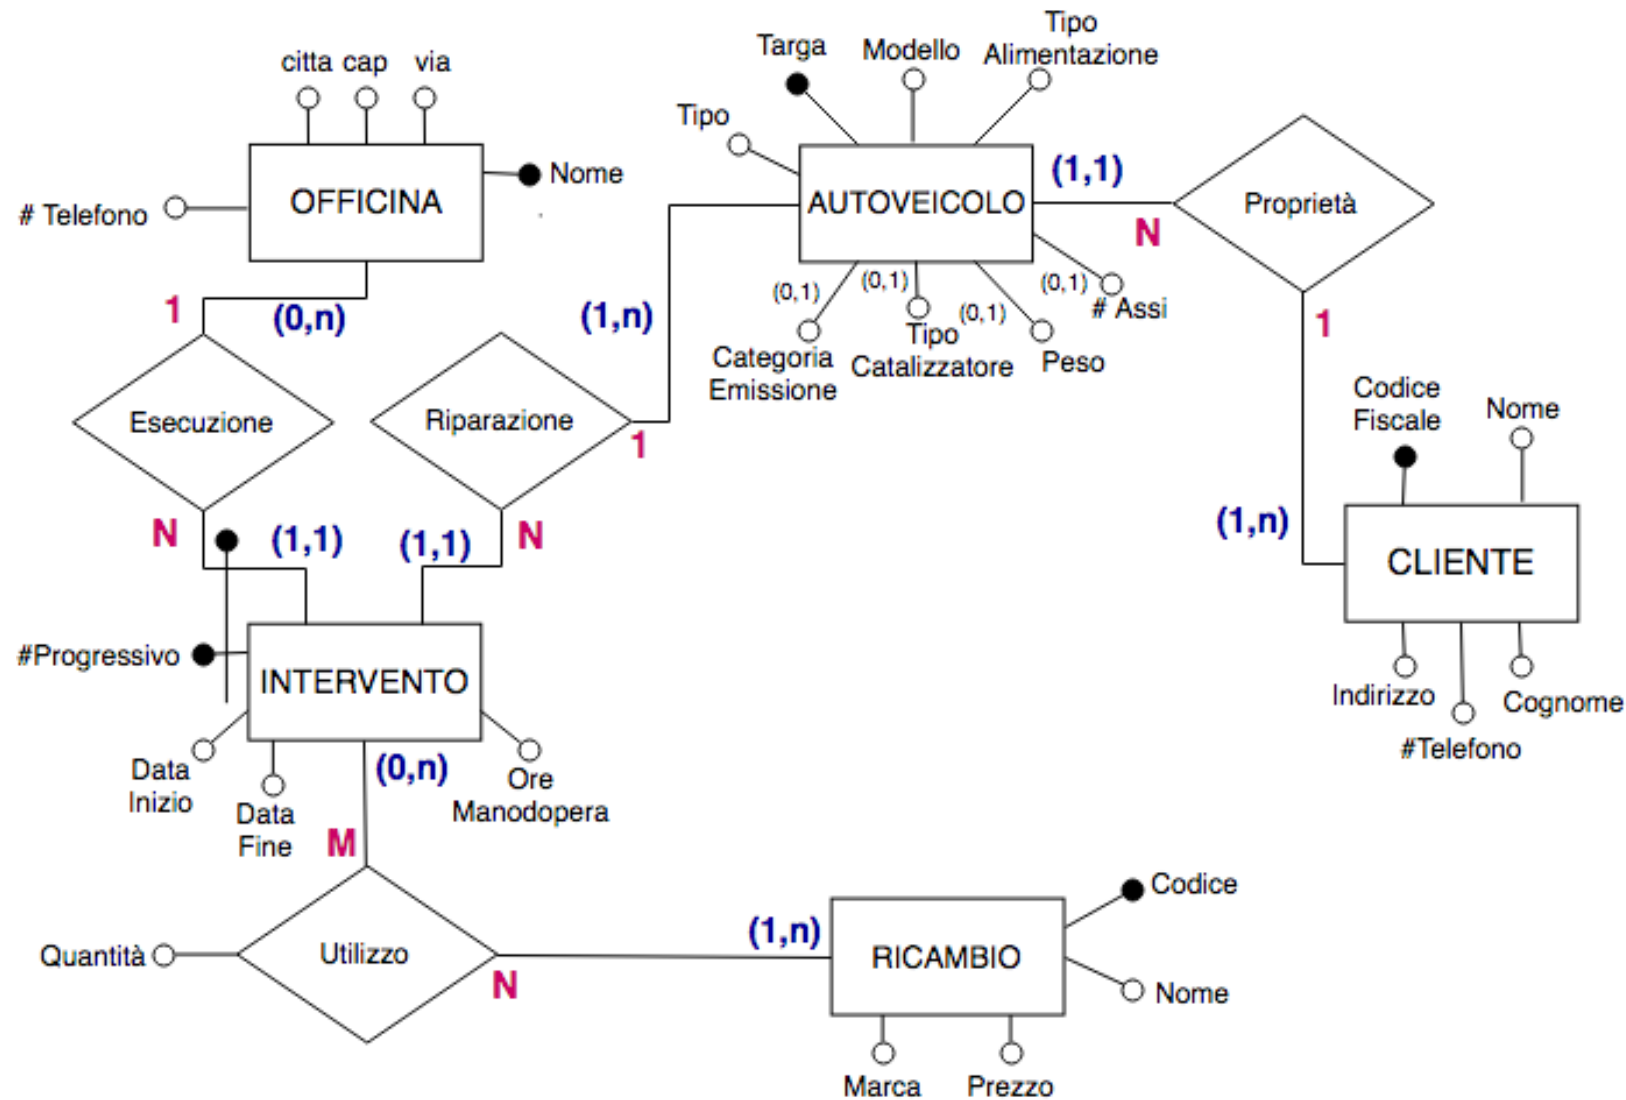 citta cap via
Targa
Modello
Tipo
Alimentazione
Tipo
# Telefono
OFFICINA
Nome
AUTOVEICOLO
(1,1)
N
Proprietà
1
(0,n)
(1,n)
(0,1)
(0,1)
(0,1)
(0,1)
# Assi
Categoria
Emissione
Tipo
Catalizzatore
Peso
1
Codice
Fiscale
Nome
Esecuzione
Riparazione
1
N
(1,1)
(1,1)
N
(1,n)
CLIENTE
#Progressivo
INTERVENTO
Indirizzo
#Telefono
Cognome
Data
Inizio
Data
Fine
(0,n)
Ore
Manodopera
M
Quantità
Utilizzo
N
(1,n)
RICAMBIO
Codice
Nome
Marca
Prezzo